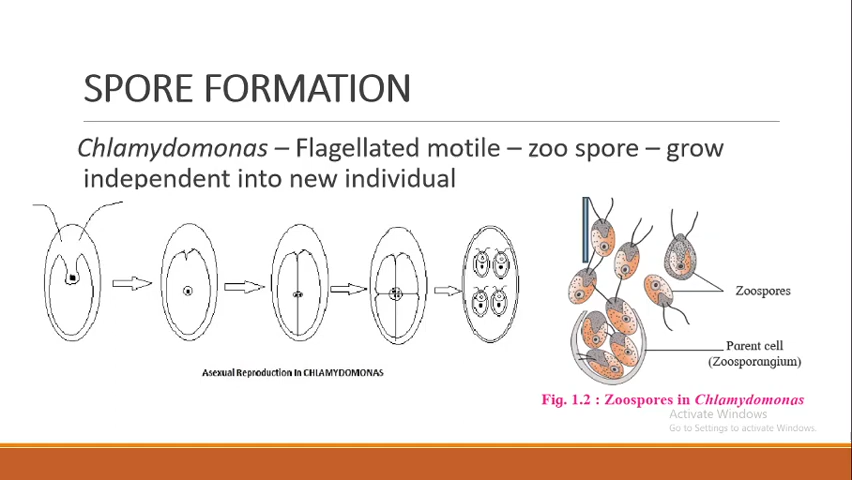 SPORE FORMATION
Chlamydomonas – Flagellated motile – zoo spore – grow
independent into new individual
Asexual Reproduction In CHLAMYDOMONAS
Zoospores
Parent cell
(Zoosporangium)
Fig. 1.2 : Zoospores in Chlamydomonas
Activate Windows
Go to Settings to activate Windows.